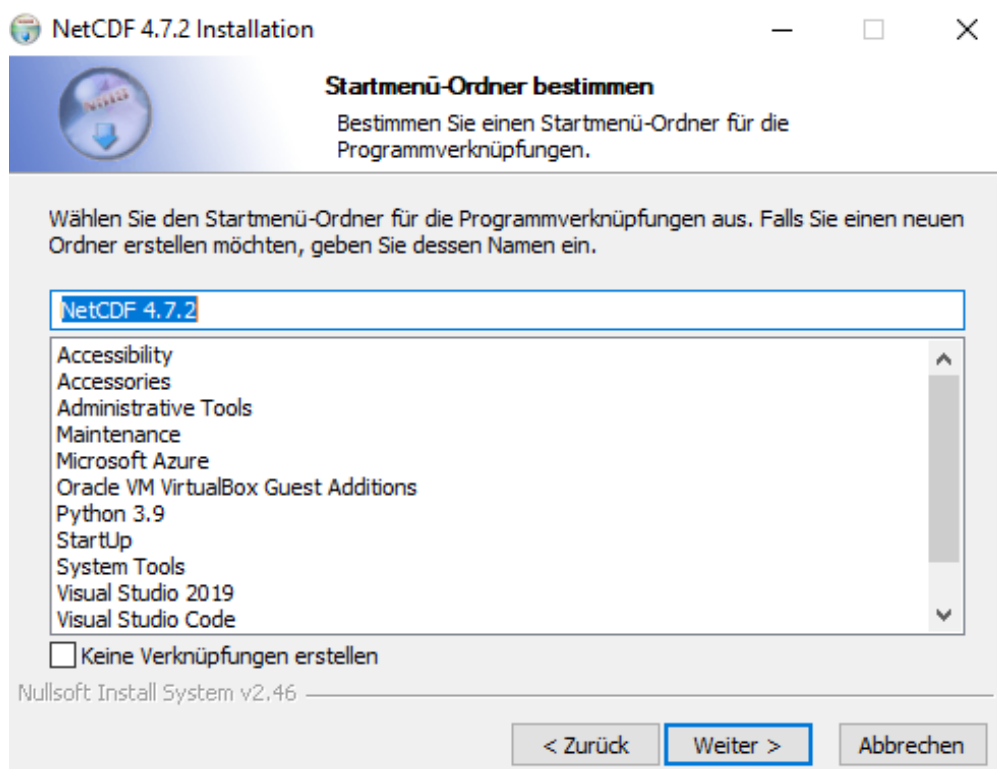 NetCDF 4.7.2 Installation
Startmenü-Ordner bestimmen
Bestimmen Sie einen Startmenü-Ordner für die
Programmverknüpfungen.
Wählen Sie den Startmenü-Ordner für die Programmverknüpfungen aus. Falls Sie einen neuen
Ordner erstellen möchten, geben Sie dessen Namen ein.
NetCDF 4.7.2
Accessibility
Accessories
Administrative Tools
Maintenance
Microsoft Azure
Oracle VM VirtualBox Guest Additions
Python 3.9
StartUp
System Tools
Visual Studio 2019
Visual Studio Code
Keine Verknüpfungen erstellen
Nullsoft Install System v2.46
< Zurück
Weiter >
Abbrechen